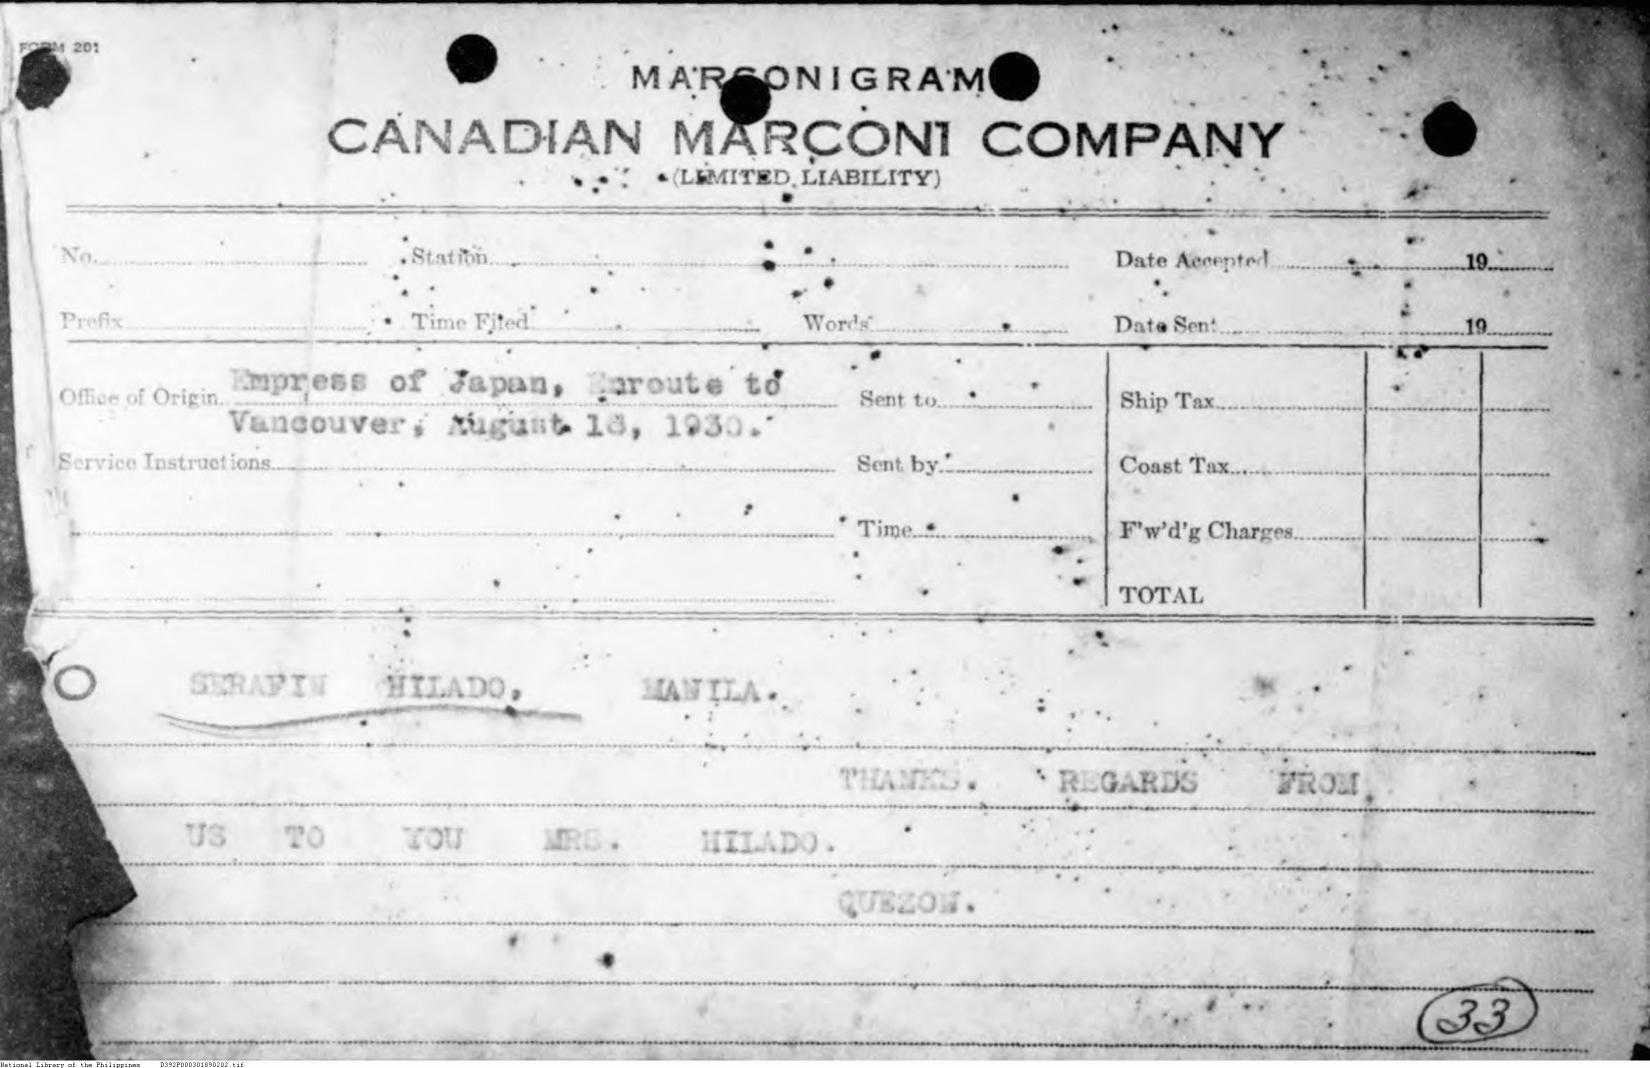 FORM 201
MARCONIGRAM
CANADIAN MARCONI COMPANY
(LIMITED LIABILITY)
No. Station Date Accepted 19
Prefix Time Filed Words Date Sent 19
Office of Origin Empress of Japan, Enroute to Sent to Ship Tax
Vancouver, August 18, 1930.
Service Instructions Sent by Coast Tax
Time F'w'd'g Charges
TOTAL
O SERAFIN HILADO, MANILA.
THANKS. REGARDS FROM
US TO YOU MRS. HILADO.
QUEZON.
33
National Library of the Philippines D392P000301890202.tif